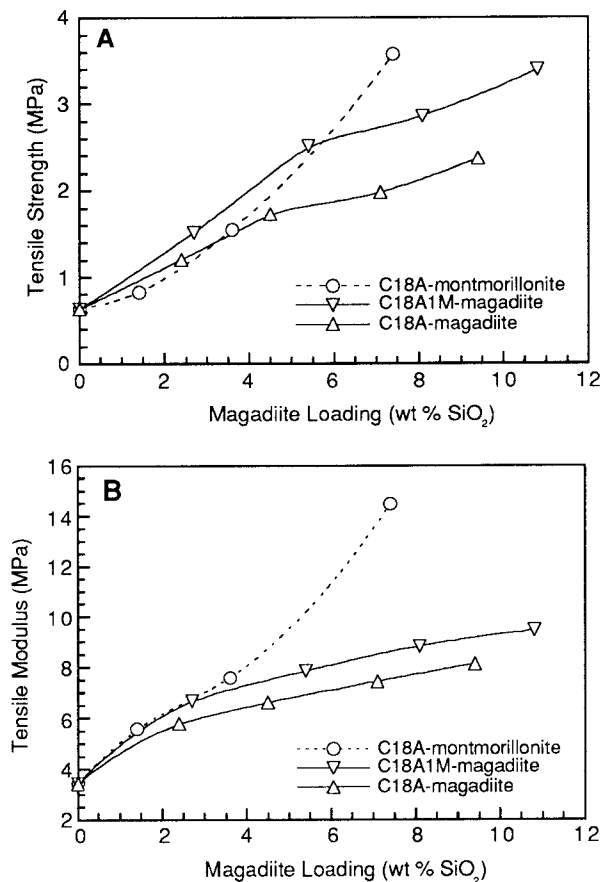 A
4
3
2
1
0
Tensile Strength (MPa)
C18A-montmorillonite
C18A1M-magadiite
C18A-magadiite
0 2 4 6 8 10 12
Magadiite Loading (wt % SiO₂)
B
16
14
12
10
8
6
4
2
Tensile Modulus (MPa)
C18A-montmorillonite
C18A1M-magadiite
C18A-magadiite
0 2 4 6 8 10 12
Magadiite Loading (wt % SiO₂)